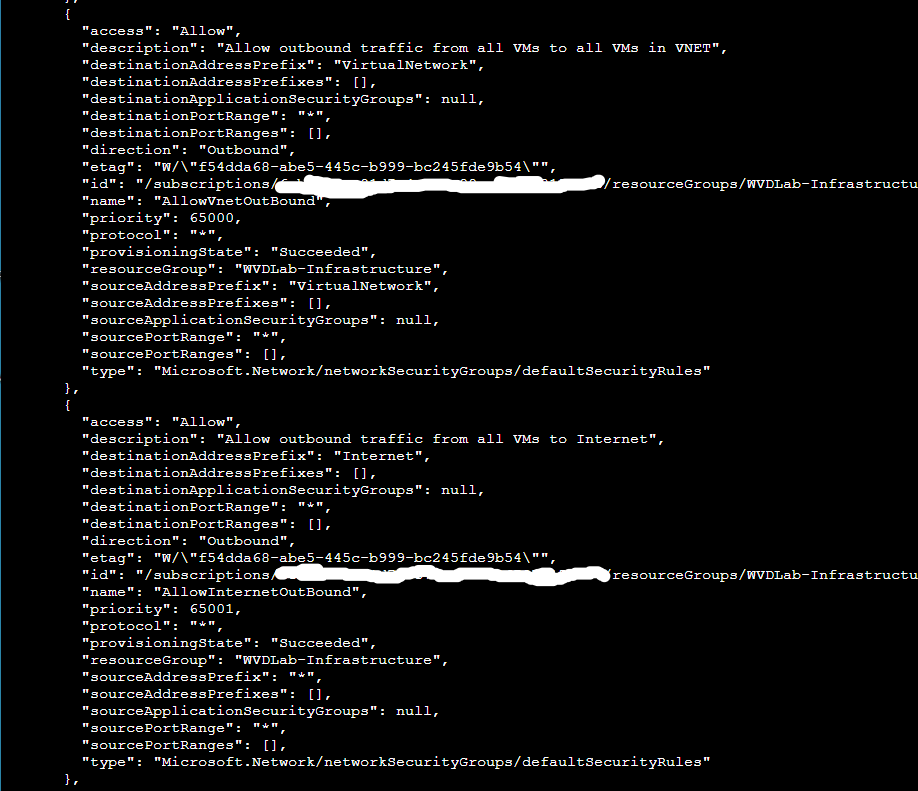 },
{
"access": "Allow",
"description": "Allow outbound traffic from all VMs to all VMs in VNET",
"destinationAddressPrefix": "VirtualNetwork",
"destinationAddressPrefixes": [],
"destinationApplicationSecurityGroups": null,
"destinationPortRange": "*",
"destinationPortRanges": [],
"direction": "Outbound",
"etag": "W/\"f54dda68-abe5-445c-b999-bc245fde9b54\"",
"id": "/subscriptions/ /resourceGroups/WVDLab-Infrastructu
"name": "AllowVnetOutBound",
"priority": 65000,
"protocol": "*",
"provisioningState": "Succeeded",
"resourceGroup": "WVDLab-Infrastructure",
"sourceAddressPrefix": "VirtualNetwork",
"sourceAddressPrefixes": [],
"sourceApplicationSecurityGroups": null,
"sourcePortRange": "*",
"sourcePortRanges": [],
"type": "Microsoft.Network/networkSecurityGroups/defaultSecurityRules"
},
{
"access": "Allow",
"description": "Allow outbound traffic from all VMs to Internet",
"destinationAddressPrefix": "Internet",
"destinationAddressPrefixes": [],
"destinationApplicationSecurityGroups": null,
"destinationPortRange": "*",
"destinationPortRanges": [],
"direction": "Outbound",
"etag": "W/\"f54dda68-abe5-445c-b999-bc245fde9b54\"",
"id": "/subscriptions/ resourceGroups/WVDLab-Infrastructu
"name": "AllowInternetOutBound",
"priority": 65001,
"protocol": "*",
"provisioningState": "Succeeded",
"resourceGroup": "WVDLab-Infrastructure",
"sourceAddressPrefix": "*",
"sourceAddressPrefixes": [],
"sourceApplicationSecurityGroups": null,
"sourcePortRange": "*",
"sourcePortRanges": [],
"type": "Microsoft.Network/networkSecurityGroups/defaultSecurityRules"
},